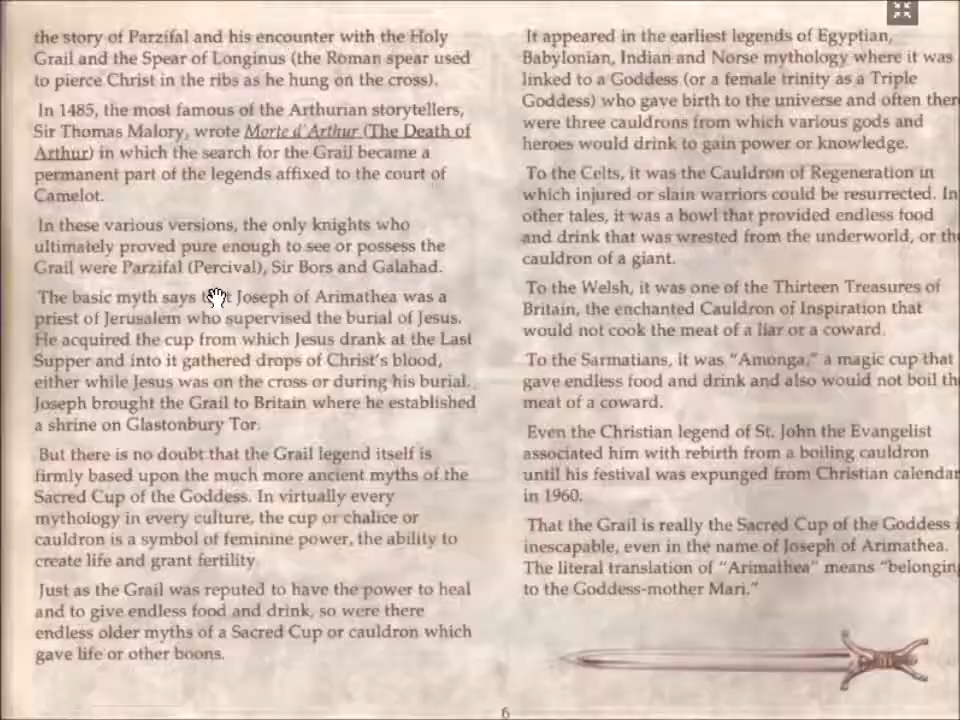 the story of Parzifal and his encounter with the Holy
Grail and the Spear of Longinus (the Roman spear used
to pierce Christ in the ribs as he hung on the cross).
In 1485, the most famous of the Arthurian storytellers,
Sir Thomas Malory, wrote Morte d'Arthur (The Death of
Arthur) in which the search for the Grail became a
permanent part of the legends affixed to the court of
Camelot.
In these various versions, the only knights who
ultimately proved pure enough to see or possess the
Grail were Parzifal (Percival), Sir Bors and Galahad.
The basic myth says that Joseph of Arimathea was a
priest of Jerusalem who supervised the burial of Jesus.
He acquired the cup from which Jesus drank at the Last
Supper and into it gathered drops of Christ's blood,
either while Jesus was on the cross or during his burial.
Joseph brought the Grail to Britain where he established
a shrine on Glastonbury Tor.
But there is no doubt that the Grail legend itself is
firmly based upon the much more ancient myths of the
Sacred Cup of the Goddess. In virtually every
mythology in every culture, the cup or chalice or
cauldron is a symbol of feminine power, the ability to
create life and grant fertility
Just as the Grail was reputed to have the power to heal
and to give endless food and drink, so were there
endless older myths of a Sacred Cup or cauldron which
gave life or other boons.
It appeared in the earliest legends of Egyptian,
Babylonian, Indian and Norse mythology where it was
linked to a Goddess (or a female trinity as a Triple
Goddess) who gave birth to the universe and often ther
were three cauldrons from which various gods and
heroes would drink to gain power or knowledge.
To the Celts, it was the Cauldron of Regeneration in
which injured or slain warriors could be resurrected. In
other tales, it was a bowl that provided endless food
and drink that was wrested from the underworld, or th
cauldron of a giant.
To the Welsh, it was one of the Thirteen Treasures of
Britain, the enchanted Cauldron of Inspiration that
would not cook the meat of a liar or a coward.
To the Sarmatians, it was "Amonga," a magic cup that
gave endless food and drink and also would not boil th
meat of a coward.
Even the Christian legend of St. John the Evangelist
associated him with rebirth from a boiling cauldron
until his festival was expunged from Christian calendar
in 1960.
That the Grail is really the Sacred Cup of the Goddess i
inescapable, even in the name of Joseph of Arimathea.
The literal translation of "Arimathea" means "belonging
to the Goddess-mother Mari."
6